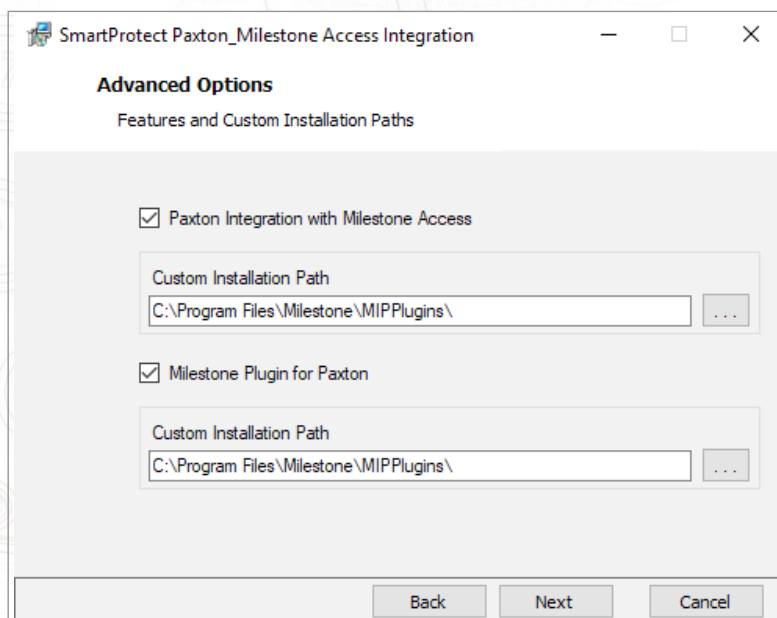 SmartProtect Paxton_Milestone Access Integration
Advanced Options
Features and Custom Installation Paths
Paxton Integration with Milestone Access
Custom Installation Path
C:\Program Files\Milestone\MIPPlugins\
...
Milestone Plugin for Paxton
Custom Installation Path
C:\Program Files\Milestone\MIPPlugins\
...
Back Next Cancel